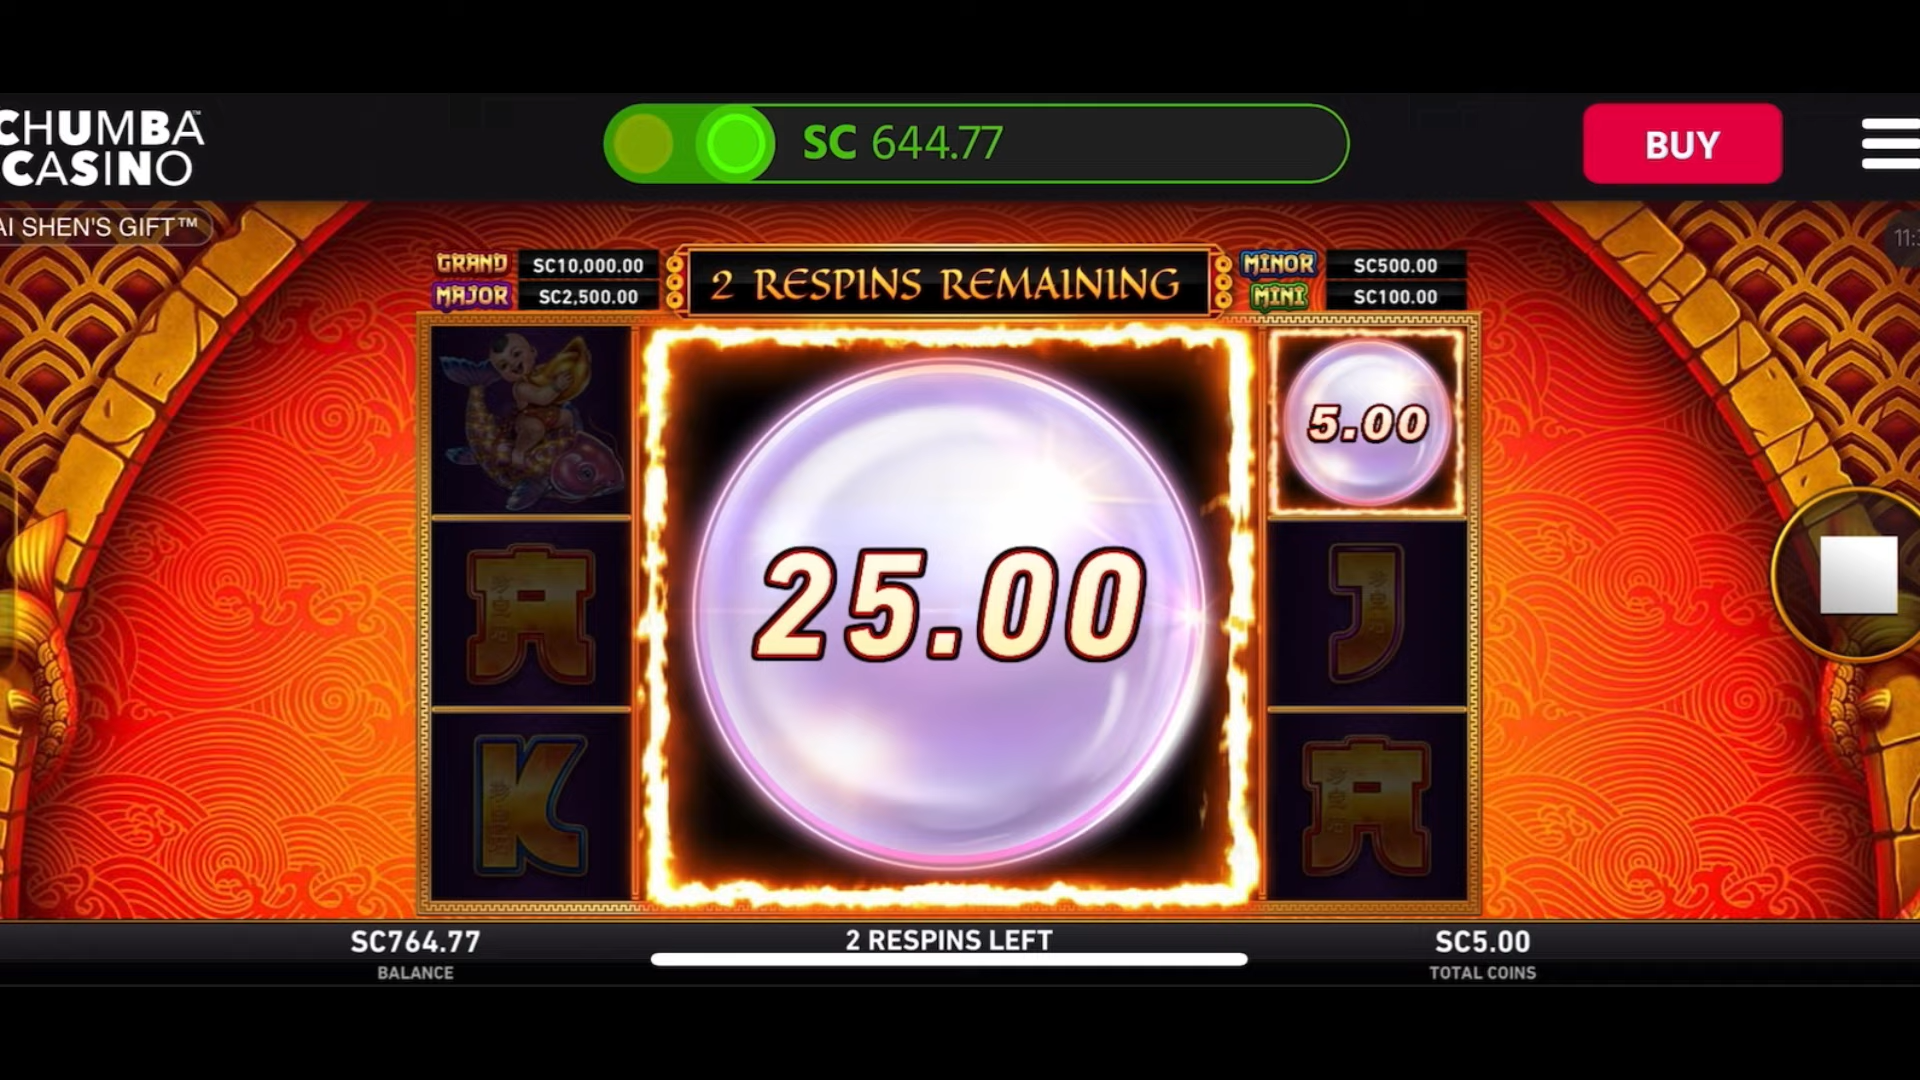 CHUMBA
CASINO
SC 644.77
BUY
AI SHEN'S GIFT™
11:
GRAND SC10,000.00
MAJOR SC2,500.00
2 RESPINS REMAINING
MINOR SC500.00
MINI SC100.00
5.00
25.00
A
J
K
A
SC764.77
BALANCE
2 RESPINS LEFT
SC5.00
TOTAL COINS